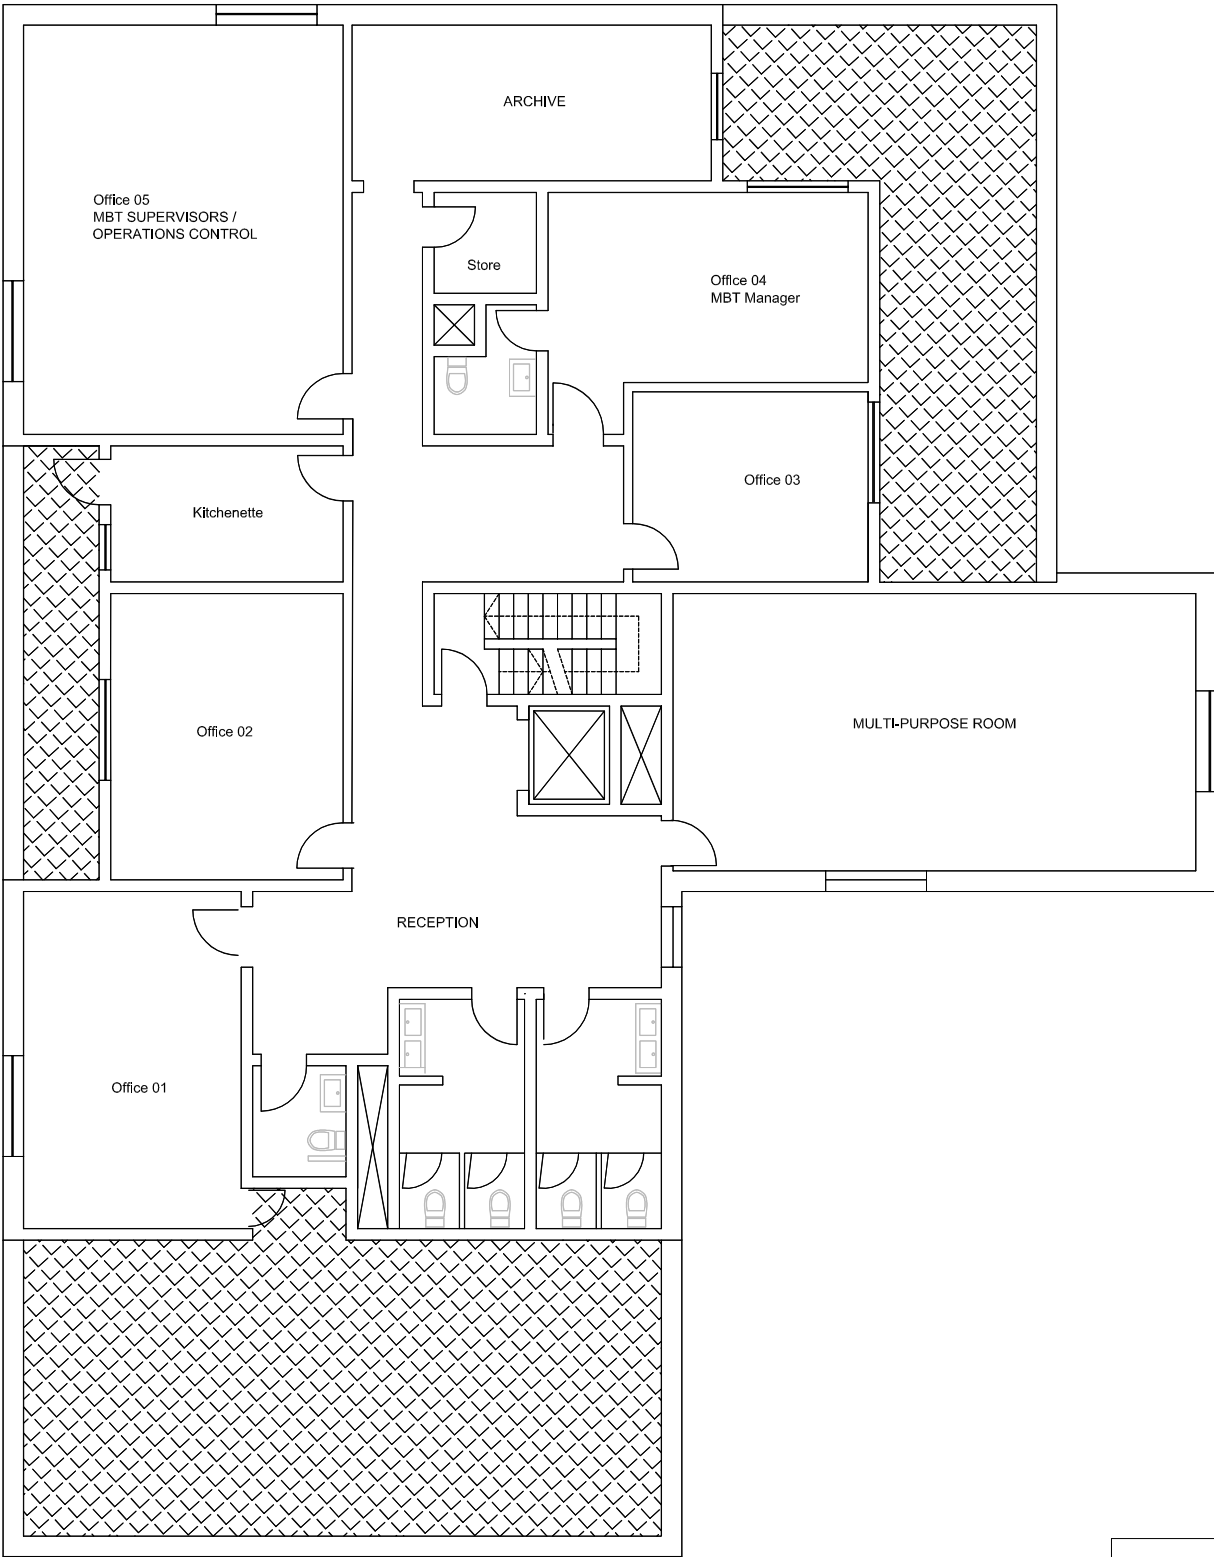 ARCHIVE
Office 05
MBT SUPERVISORS /
OPERATIONS CONTROL
Store
Office 04
MBT Manager
Office 03
Kitchenette
Office 02
MULTI-PURPOSE ROOM
RECEPTION
Office 01